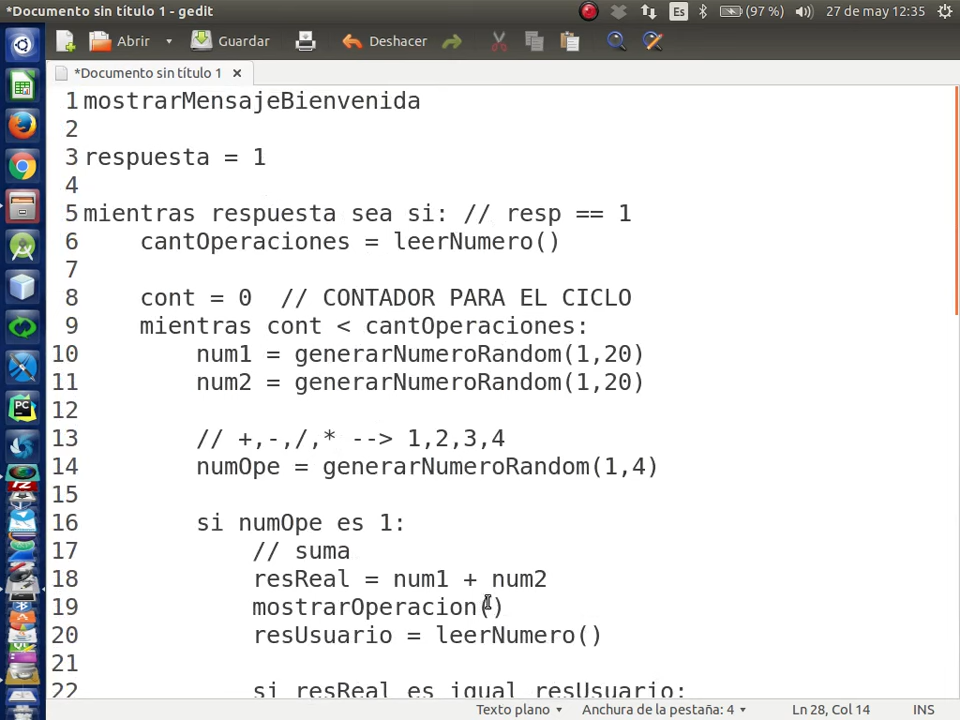 *Documento sin título 1 - gedit
Es
(97 %)
27 de may 12:35
Abrir
Guardar
Deshacer
*Documento sin título 1 ×
1 mostrarMensajeBienvenida
2
3 respuesta = 1
4
5 mientras respuesta sea si: // resp == 1
6     cantOperaciones = leerNumero()
7
8     cont = 0  // CONTADOR PARA EL CICLO
9     mientras cont < cantOperaciones:
10         num1 = generarNumeroRandom(1,20)
11         num2 = generarNumeroRandom(1,20)
12
13         // +,-,/,* --> 1,2,3,4
14         numOpe = generarNumeroRandom(1,4)
15
16         si numOpe es 1:
17             // suma
18             resReal = num1 + num2
19             mostrarOperacion()
20             resUsuario = leerNumero()
21
22             si resReal es igual resUsuario:
Texto plano
Anchura de la pestaña: 4
Ln 28, Col 14
INS